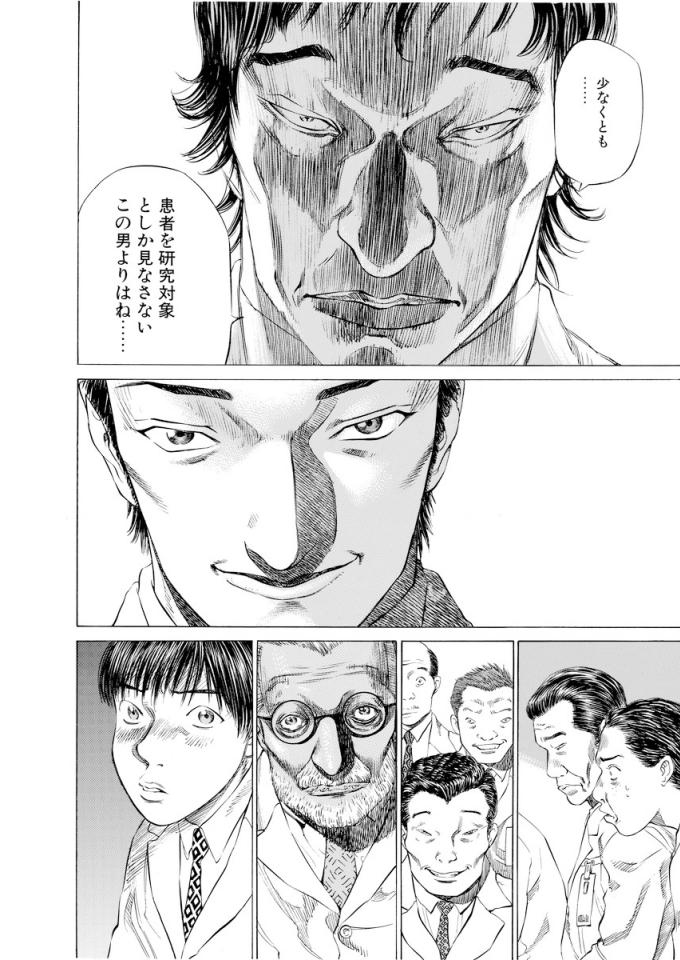 少なくとも
……
患者を研究対象
としか見なさない
この男よりはね……